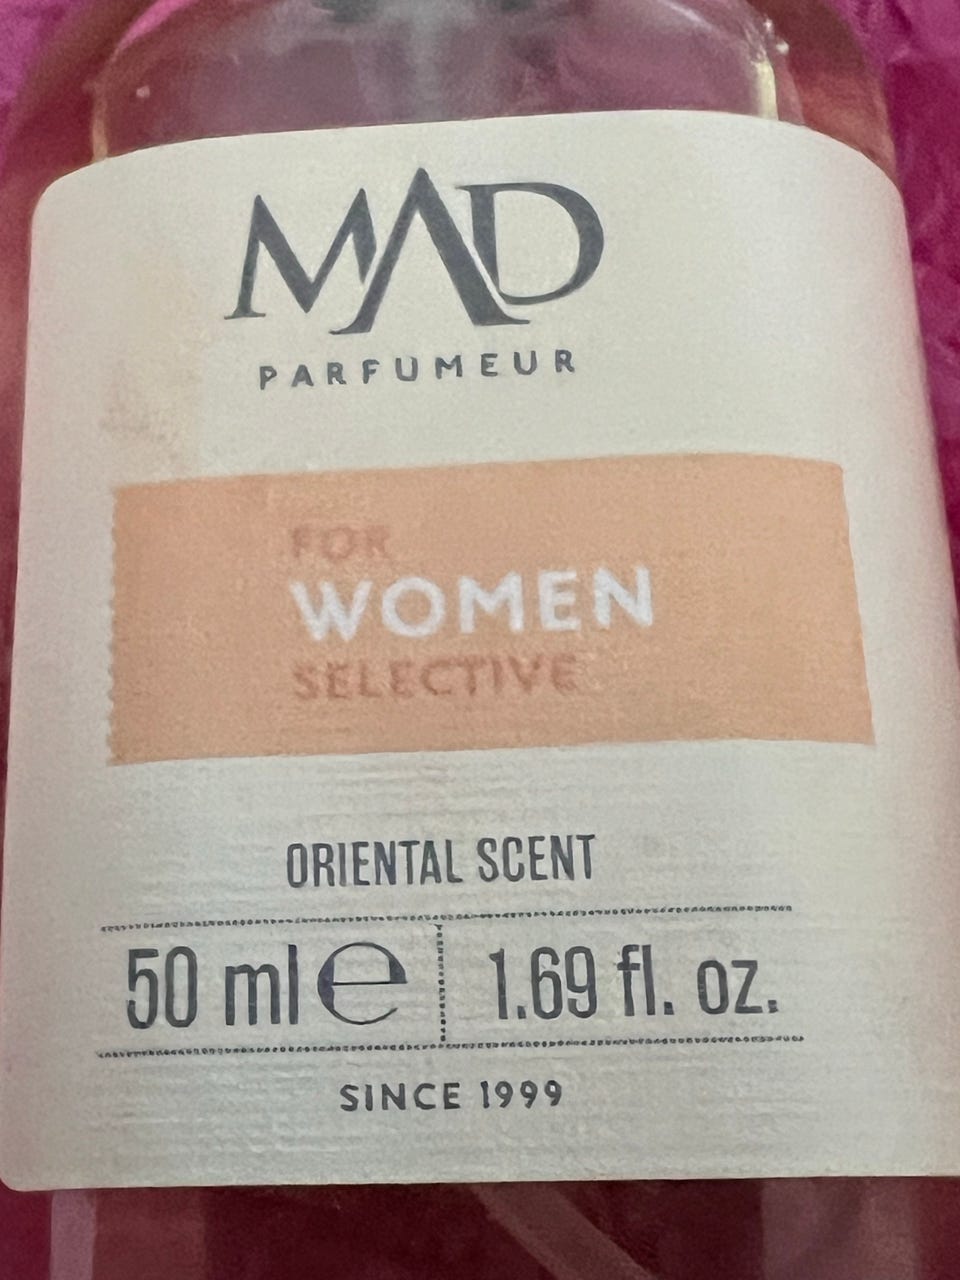 MAD
PARFUMEUR
FOR
WOMEN
SELECTIVE
ORIENTAL SCENT
50 ml ℮ 1.69 fl. oz.
SINCE 1999